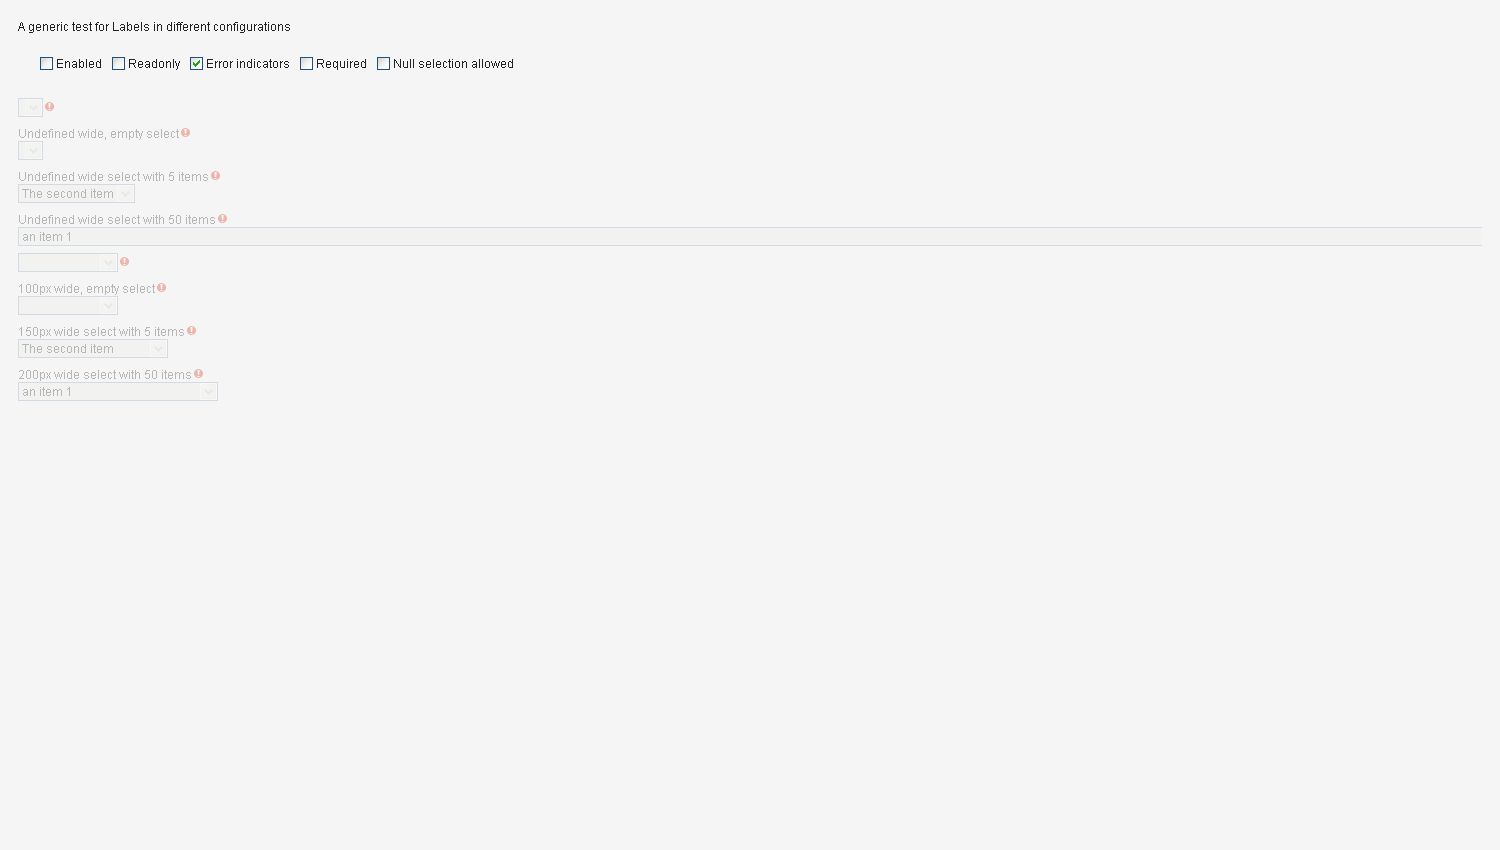 A generic test for Labels in different configurations
Enabled Readonly Error indicators Required Null selection allowed
Undefined wide, empty select
Undefined wide select with 5 items
The second item
Undefined wide select with 50 items
an item 1
100px wide, empty select
150px wide select with 5 items
The second item
200px wide select with 50 items
an item 1